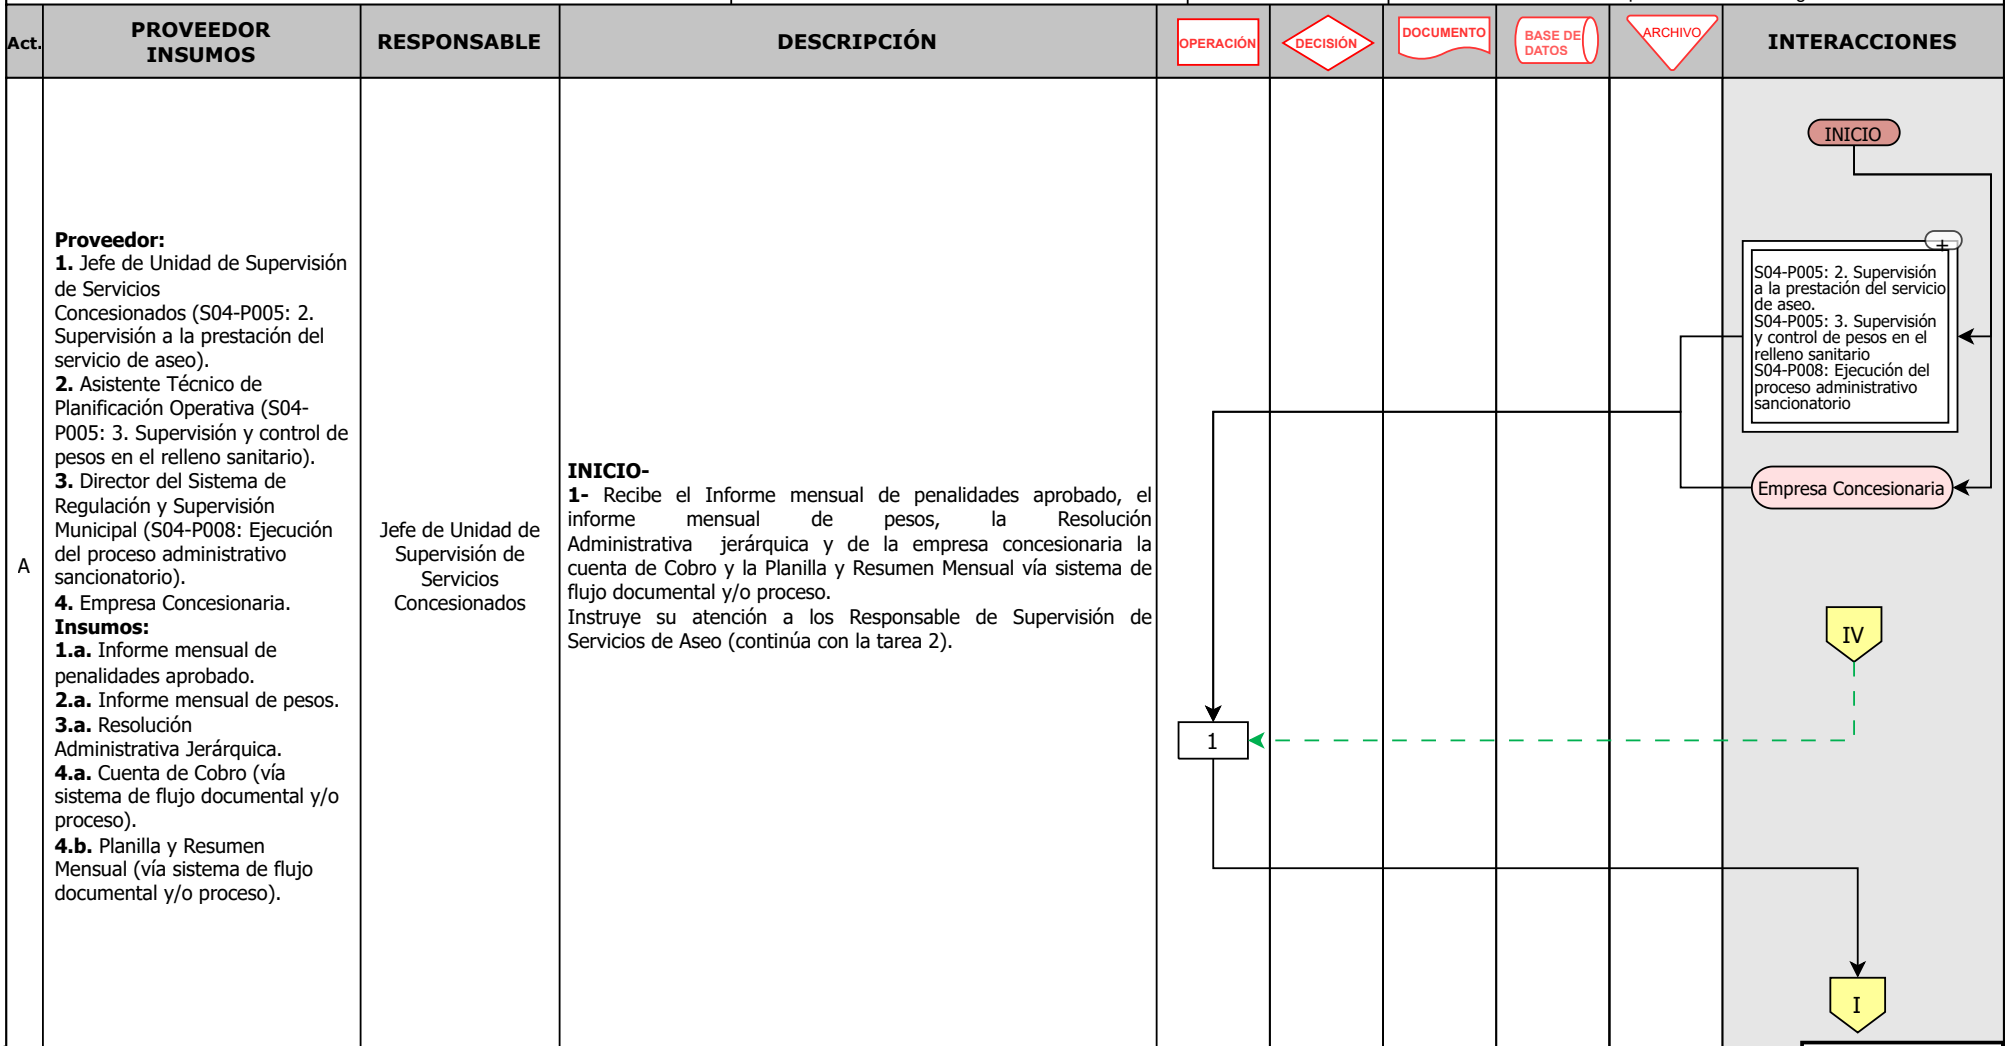 Act.
PROVEEDOR
INSUMOS
RESPONSABLE
DESCRIPCIÓN
OPERACIÓN
DECISIÓN
DOCUMENTO
BASE DE
DATOS
ARCHIVO
INTERACCIONES
A
Proveedor:
1. Jefe de Unidad de Supervisión
de Servicios
Concesionados (S04-P005: 2.
Supervisión a la prestación del
servicio de aseo).
2. Asistente Técnico de
Planificación Operativa (S04-
P005: 3. Supervisión y control de
pesos en el relleno sanitario).
3. Director del Sistema de
Regulación y Supervisión
Municipal (S04-P008: Ejecución
del proceso administrativo
sancionatorio).
4. Empresa Concesionaria.
Insumos:
1.a. Informe mensual de
penalidades aprobado.
2.a. Informe mensual de pesos.
3.a. Resolución
Administrativa Jerárquica.
4.a. Cuenta de Cobro (vía
sistema de flujo documental y/o
proceso).
4.b. Planilla y Resumen
Mensual (vía sistema de flujo
documental y/o proceso).
Jefe de Unidad de
Supervisión de
Servicios
Concesionados
INICIO-
1- Recibe el Informe mensual de penalidades aprobado, el
informe mensual de pesos, la Resolución
Administrativa jerárquica y de la empresa concesionaria la
cuenta de Cobro y la Planilla y Resumen Mensual vía sistema de
flujo documental y/o proceso.
Instruye su atención a los Responsable de Supervisión de
Servicios de Aseo (continúa con la tarea 2).
1
INICIO
+
S04-P005: 2. Supervisión
a la prestación del servicio
de aseo.
S04-P005: 3. Supervisión
y control de pesos en el
relleno sanitario
S04-P008: Ejecución del
proceso administrativo
sancionatorio
Empresa Concesionaria
IV
I